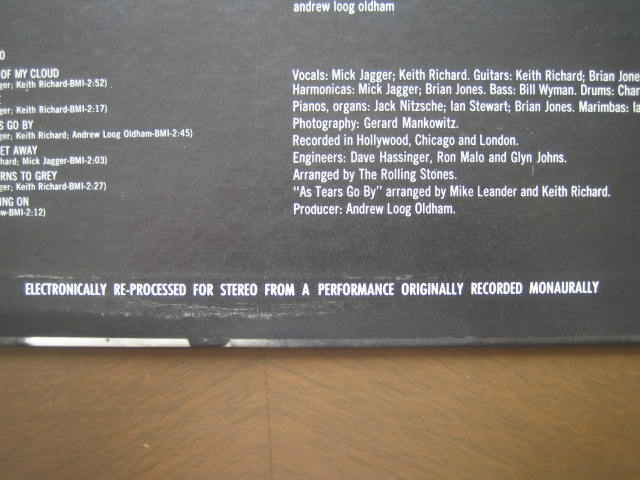 andrew loog oldham
O
OF MY CLOUD
ger; Keith Richard-BMI-2:52)
ger; Keith Richard-BMI-2:17)
S GO BY
ger; Keith Richard; Andrew Loog Oldham-BMI-2:45)
ET AWAY
hard; Mick Jagger-BMI-2:03)
RNS TO GREY
ger; Keith Richard-BMI-2:27)
ING ON
ow-BMI-2:12)
Vocals: Mick Jagger; Keith Richard. Guitars: Keith Richard; Brian Jone
Harmonicas: Mick Jagger; Brian Jones. Bass: Bill Wyman. Drums: Char
Pianos, organs: Jack Nitzsche; Ian Stewart; Brian Jones. Marimbas: Ia
Photography: Gerard Mankowitz.
Recorded in Hollywood, Chicago and London.
Engineers: Dave Hassinger, Ron Malo and Glyn Johns.
Arranged by The Rolling Stones.
"As Tears Go By" arranged by Mike Leander and Keith Richard.
Producer: Andrew Loog Oldham.
ELECTRONICALLY RE-PROCESSED FOR STEREO FROM A PERFORMANCE ORIGINALLY RECORDED MONAURALLY